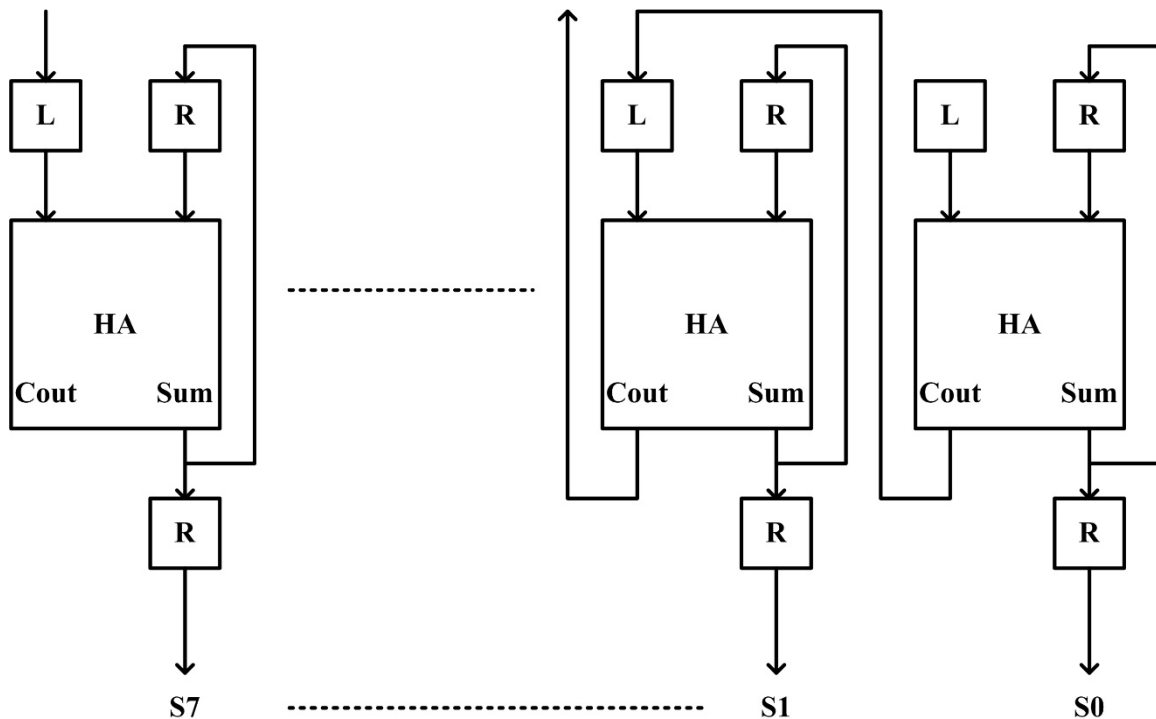 L R L R L R
HA HA HA
Cout Sum Cout Sum Cout Sum
R R R
S7 S1 S0